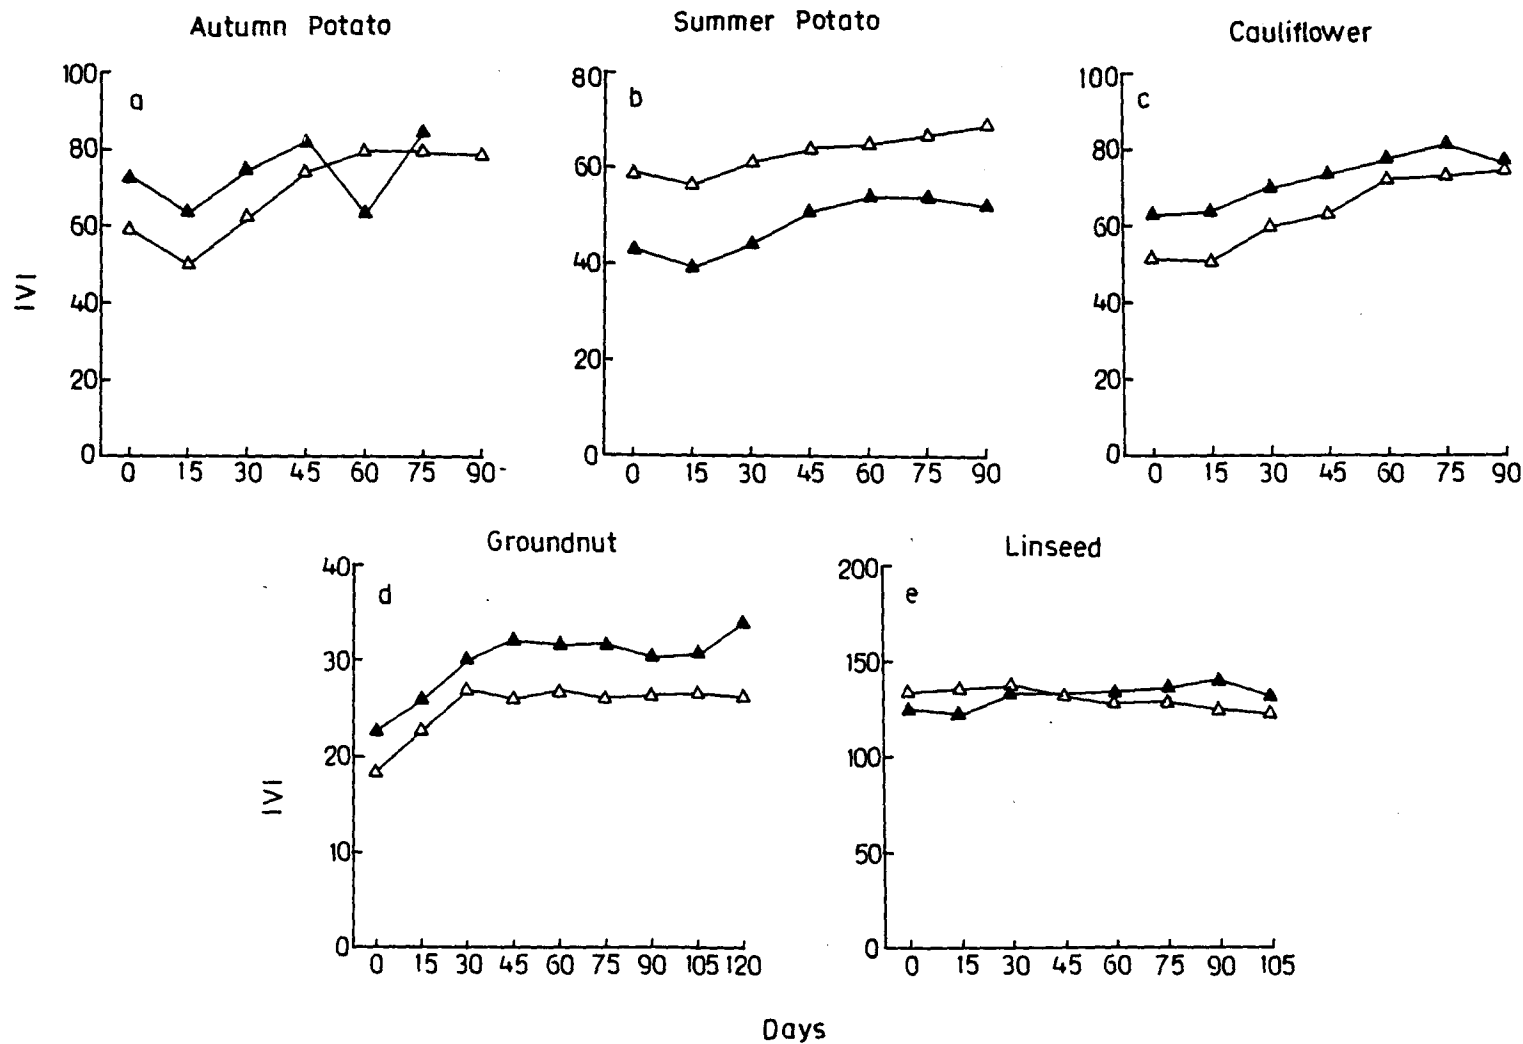 Autumn Potato
Summer Potato
Cauliflower
a
b
c
100
80
60
40
20
0
80
60
40
20
0
100
80
60
40
20
0
IVI
0 15 30 45 60 75 90
0 15 30 45 60 75 90
0 15 30 45 60 75 90
Groundnut
Linseed
d
e
40
30
20
10
0
200
150
100
50
0
IVI
0 15 30 45 60 75 90 105 120
0 15 30 45 60 75 90 105
Days